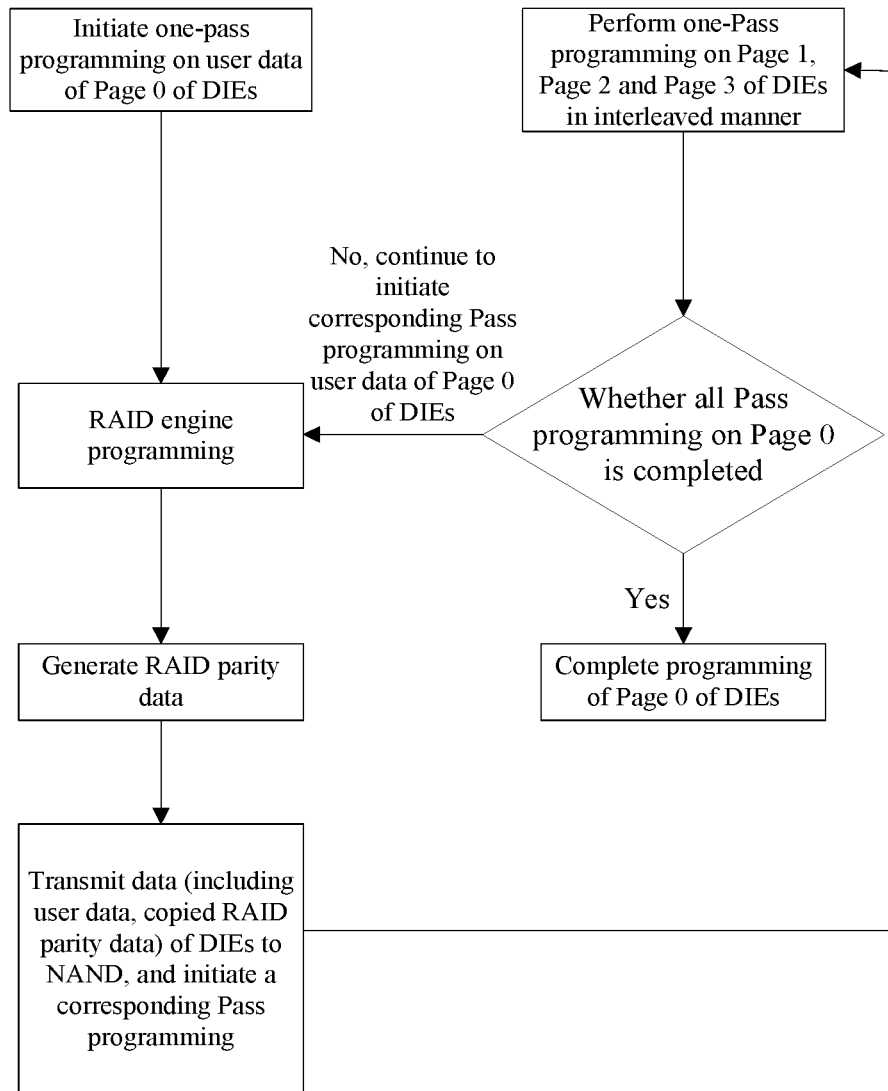 Initiate one-pass
programming on user data
of Page 0 of DIEs
Perform one-Pass
programming on Page 1,
Page 2 and Page 3 of DIEs
in interleaved manner
No, continue to
initiate
corresponding Pass
programming on
user data of Page 0
of DIEs
RAID engine
programming
Whether all Pass
programming on Page 0
is completed
Yes
Generate RAID parity
data
Complete programming
of Page 0 of DIEs
Transmit data (including
user data, copied RAID
parity data) of DIEs to
NAND, and initiate a
corresponding Pass
programming